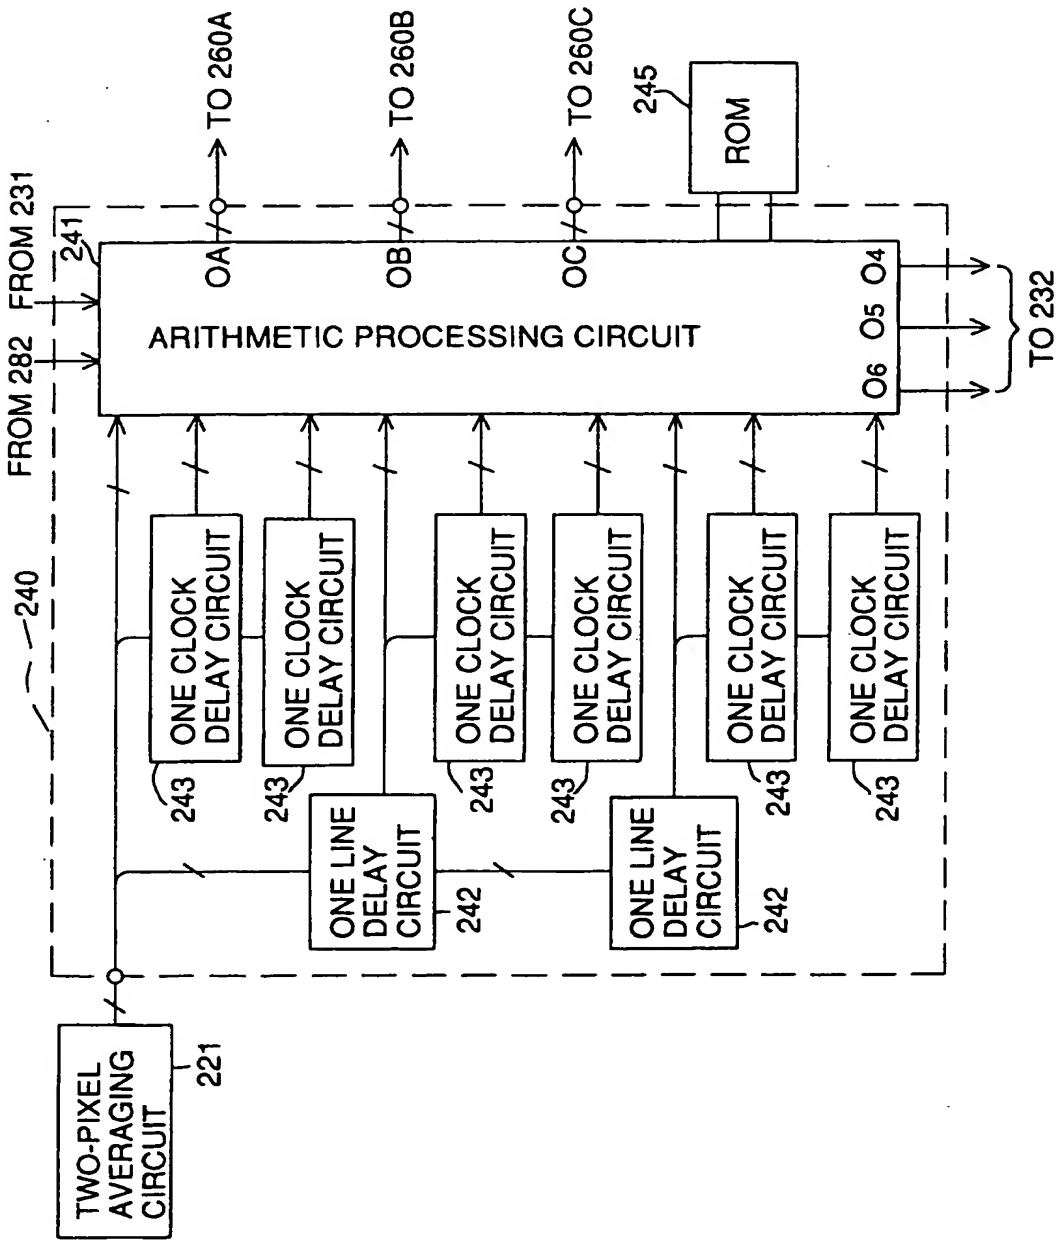 TWO-PIXEL
AVERAGING
CIRCUIT
221
240
ONE LINE
DELAY
CIRCUIT
242
ONE LINE
DELAY
CIRCUIT
242
243
ONE CLOCK
DELAY CIRCUIT
243
ONE CLOCK
DELAY CIRCUIT
243
ONE CLOCK
DELAY CIRCUIT
243
ONE CLOCK
DELAY CIRCUIT
243
ONE CLOCK
DELAY CIRCUIT
243
ONE CLOCK
DELAY CIRCUIT
FROM 282
FROM 231
241
ARITHMETIC PROCESSING CIRCUIT
OA
OB
OC
O6
O5
O4
TO 232
TO 260A
TO 260B
TO 260C
245
ROM